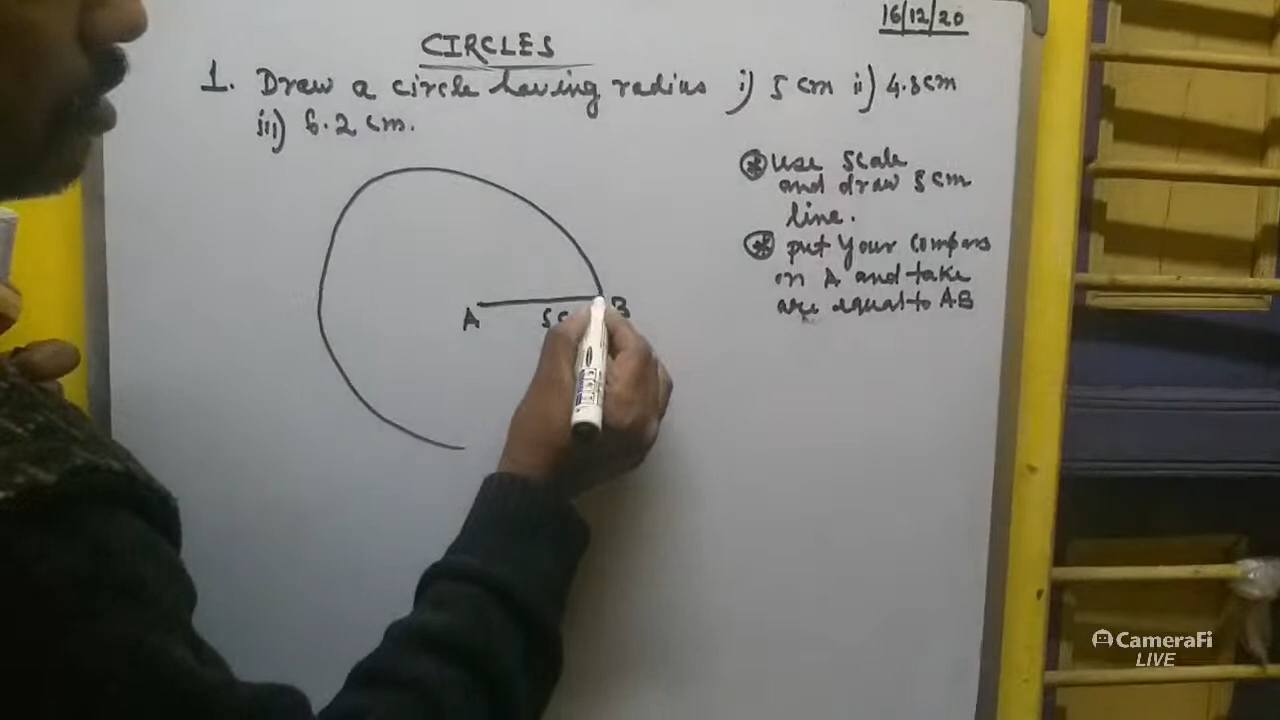 16/12/20
CIRCLES
1. Draw a circle having radius i) 5 cm ii) 4.8cm
iii) 6.2 cm.
⊛ use scale
and draw 5cm
line.
⊛ put your compass
on A and take
arc equal to AB
A 5c B
CameraFi
LIVE